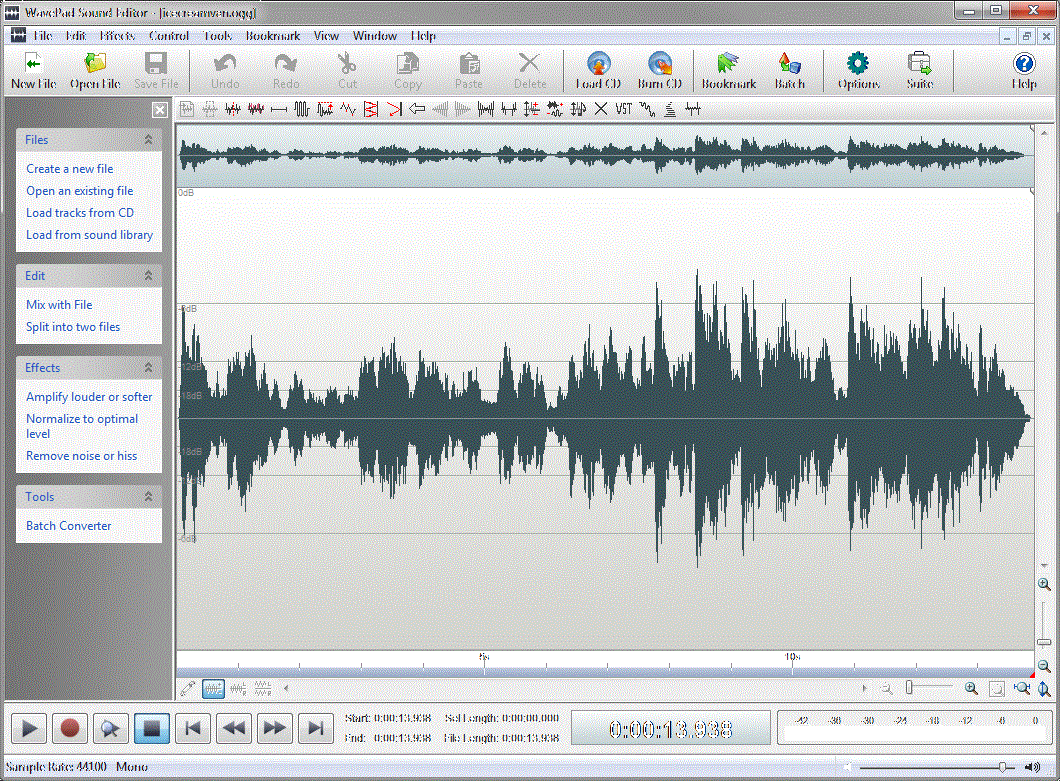 WavePad Sound Editor - [icecreamvan.ogg]
File Edit Effects Control Tools Bookmark View Window Help
New File Open File Save File Undo Redo Cut Copy Paste Delete Load CD Burn CD Bookmark Batch Options Suite Help
VST
Files
Create a new file
Open an existing file
Load tracks from CD
Load from sound library
Edit
Mix with File
Split into two files
Effects
Amplify louder or softer
Normalize to optimal
level
Remove noise or hiss
Tools
Batch Converter
0dB
-6dB
-12dB
-18dB
-18dB
-6dB
5s 10s
Start: 0:00:13.938 Sel Length: 0:00:00.000
End: 0:00:13.938 File Length: 0:00:13.938
0:00:13.938
-42 -36 -30 -24 -18 -12 -6 0
Sample Rate: 44100 Mono